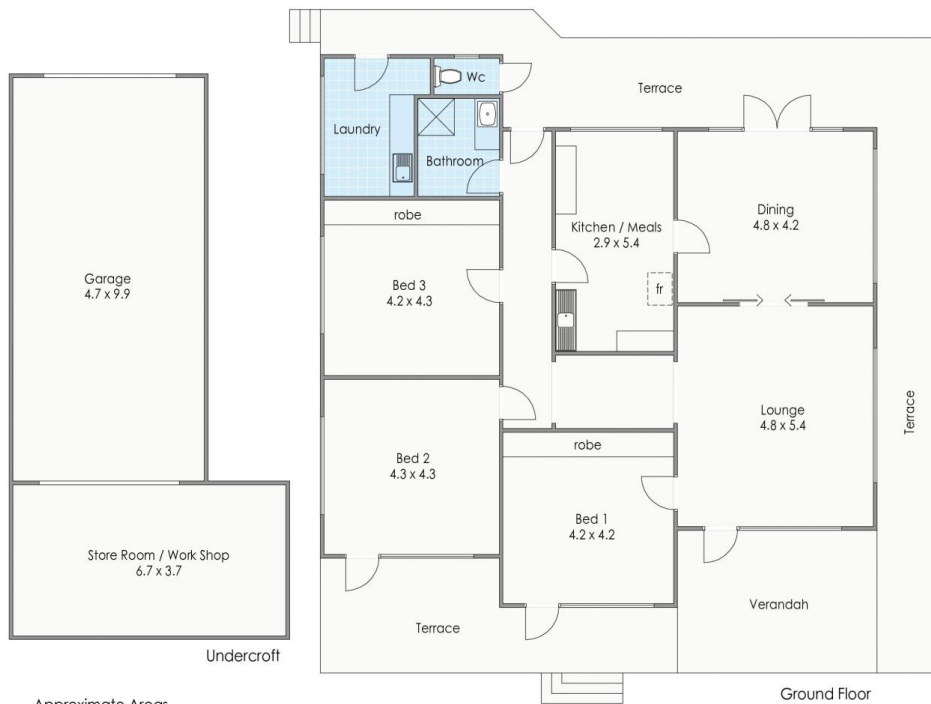 Terrace
Wc
Laundry
Bathroom
robe
Kitchen / Meals
2.9 x 5.4
Dining
4.8 x 4.2
Garage
4.7 x 9.9
Bed 3
4.2 x 4.3
fr
Lounge
4.8 x 5.4
Terrace
robe
Bed 2
4.3 x 4.3
Bed 1
4.2 x 4.2
Store Room / Work Shop
6.7 x 3.7
Verandah
Terrace
Undercroft
Ground Floor
Approximate Areas